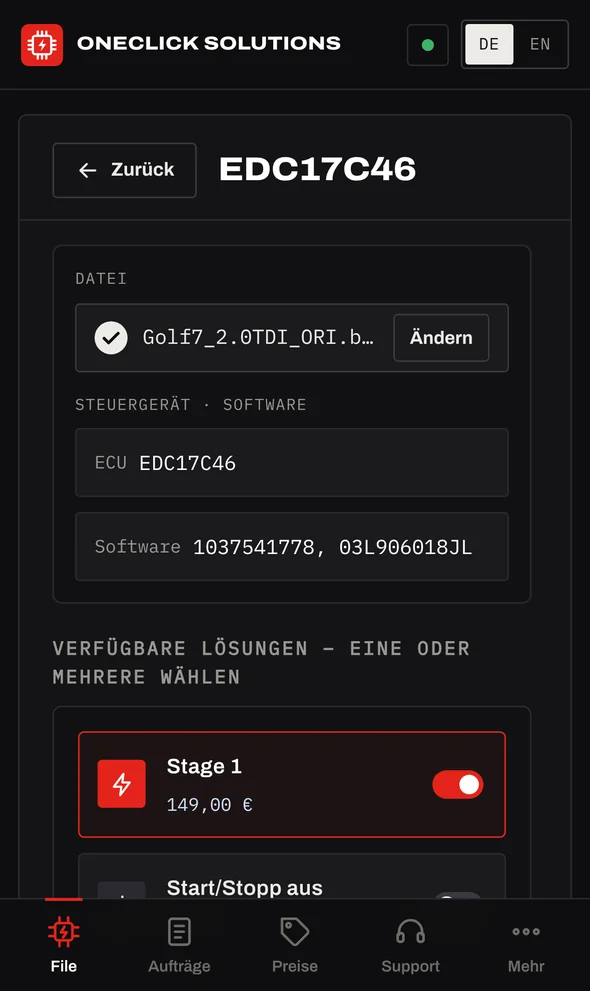 ONECLICK SOLUTIONS
DE EN
Zurück
EDC17C46
DATEI
Golf7_2.0TDI_ORI.b…
Ändern
STEUERGERÄT · SOFTWARE
ECU EDC17C46
Software 1037541778, 03L906018JL
VERFÜGBARE LÖSUNGEN – EINE ODER
MEHRERE WÄHLEN
Stage 1
149,00 €
Start/Stopp aus
File Aufträge Preise Support Mehr